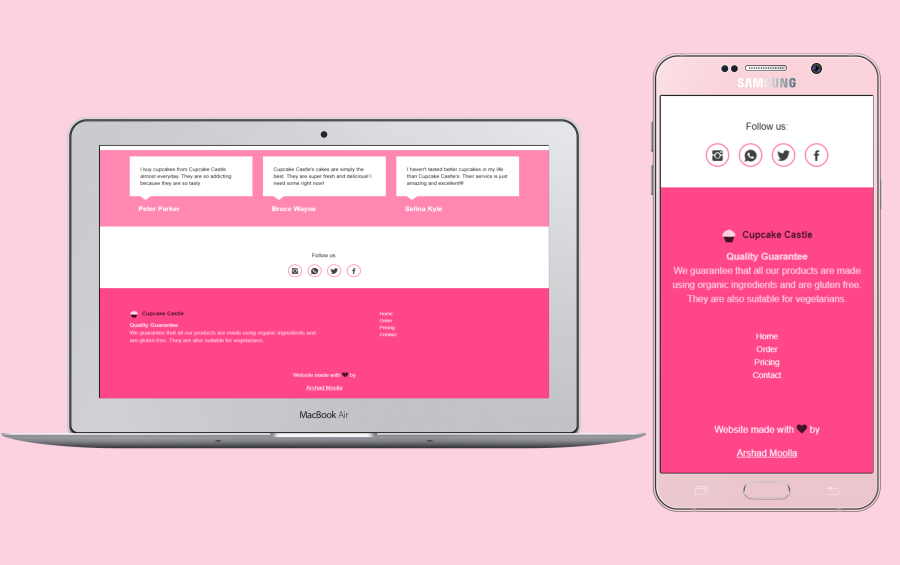 I buy cupcakes from Cupcake Castle
almost everyday. They are so addicting
because they are so tasty.
Peter Parker
Cupcake Castle's cakes are simply the
best. They are super fresh and delicious! I
need some right now!
Bruce Wayne
I haven't tasted better cupcakes in my life
than Cupcake Castle's. Their service is just
amazing and excellent!!!
Selina Kyle
Follow us:
Cupcake Castle
Quality Guarantee
We guarantee that all our products are made using organic ingredients and
are gluten free. They are also suitable for vegetarians.
Home
Order
Pricing
Contact
Website made with ♥ by
Arshad Moolla
MacBook Air
SAMSUNG
Follow us:
Cupcake Castle
Quality Guarantee
We guarantee that all our products are made
using organic ingredients and are gluten free.
They are also suitable for vegetarians.
Home
Order
Pricing
Contact
Website made with ♥ by
Arshad Moolla